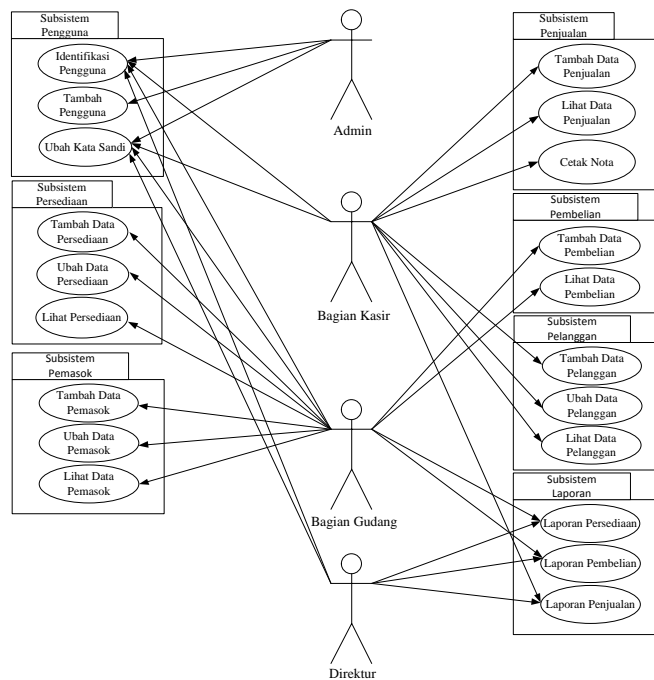 Subsistem
Pengguna
Identifikasi
Pengguna
Tambah
Pengguna
Ubah Kata Sandi
Subsistem
Persediaan
Tambah Data
Persediaan
Ubah Data
Persediaan
Lihat Persediaan
Subsistem
Pemasok
Tambah Data
Pemasok
Ubah Data
Pemasok
Lihat Data
Pemasok
Admin
Bagian Kasir
Bagian Gudang
Direktur
Subsistem
Penjualan
Tambah Data
Penjualan
Lihat Data
Penjualan
Cetak Nota
Subsistem
Pembelian
Tambah Data
Pembelian
Lihat Data
Pembelian
Subsistem
Pelanggan
Tambah Data
Pelanggan
Ubah Data
Pelanggan
Lihat Data
Pelanggan
Subsistem
Laporan
Laporan Persediaan
Laporan Pembelian
Laporan Penjualan